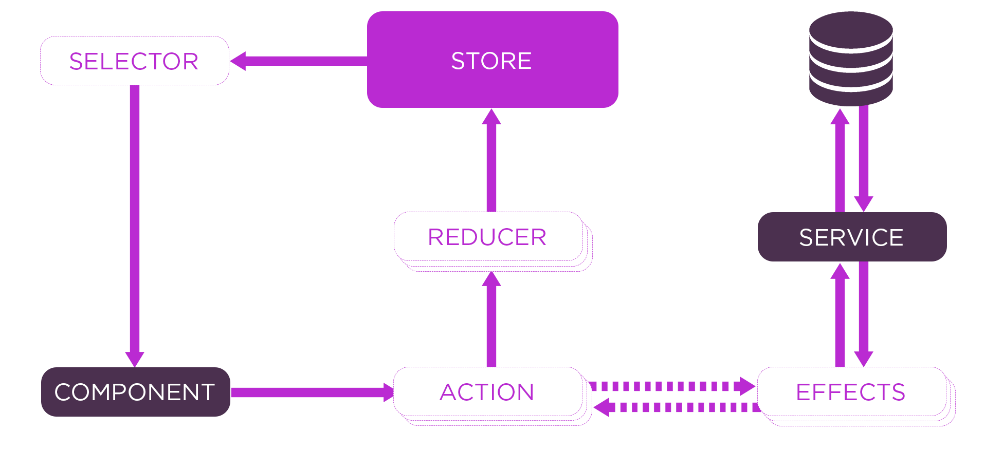 SELECTOR
STORE
REDUCER
SERVICE
COMPONENT
ACTION
EFFECTS